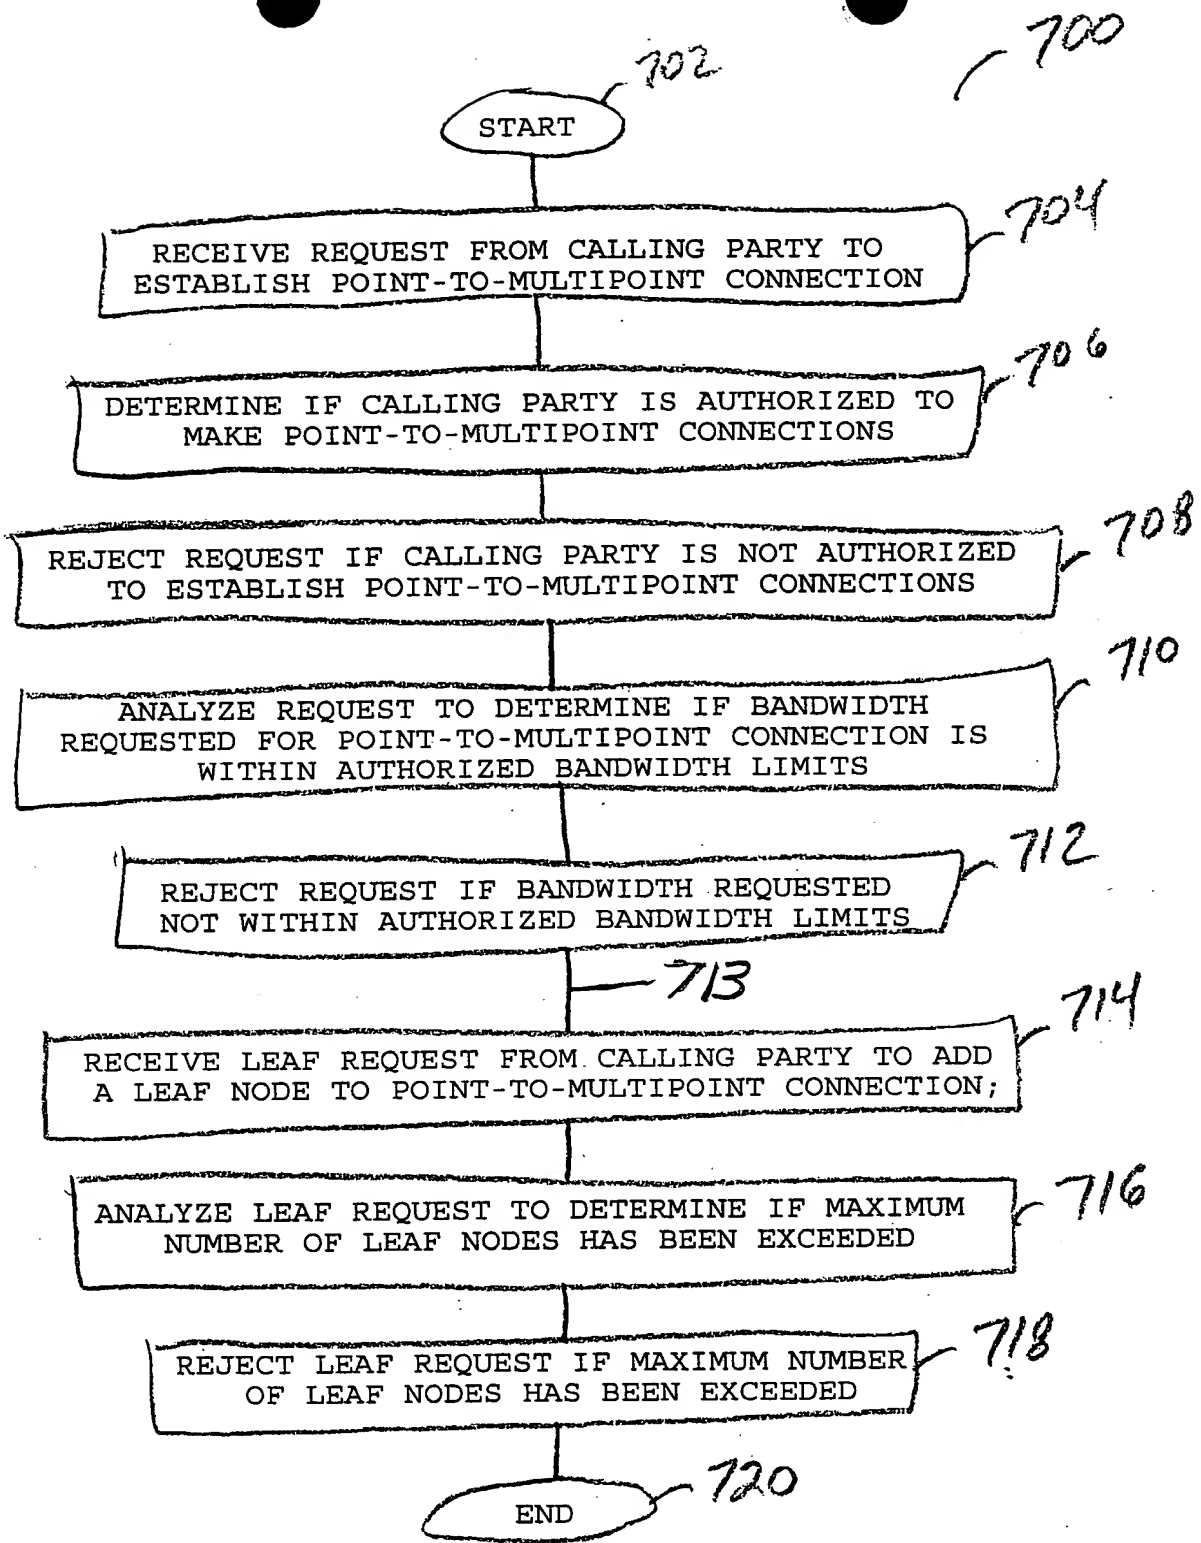 700
702
START
704
RECEIVE REQUEST FROM CALLING PARTY TO
ESTABLISH POINT-TO-MULTIPOINT CONNECTION
706
DETERMINE IF CALLING PARTY IS AUTHORIZED TO
MAKE POINT-TO-MULTIPOINT CONNECTIONS
708
REJECT REQUEST IF CALLING PARTY IS NOT AUTHORIZED
TO ESTABLISH POINT-TO-MULTIPOINT CONNECTIONS
710
ANALYZE REQUEST TO DETERMINE IF BANDWIDTH
REQUESTED FOR POINT-TO-MULTIPOINT CONNECTION IS
WITHIN AUTHORIZED BANDWIDTH LIMITS
712
REJECT REQUEST IF BANDWIDTH REQUESTED
NOT WITHIN AUTHORIZED BANDWIDTH LIMITS
713
714
RECEIVE LEAF REQUEST FROM CALLING PARTY TO ADD
A LEAF NODE TO POINT-TO-MULTIPOINT CONNECTION;
716
ANALYZE LEAF REQUEST TO DETERMINE IF MAXIMUM
NUMBER OF LEAF NODES HAS BEEN EXCEEDED
718
REJECT LEAF REQUEST IF MAXIMUM NUMBER
OF LEAF NODES HAS BEEN EXCEEDED
720
END